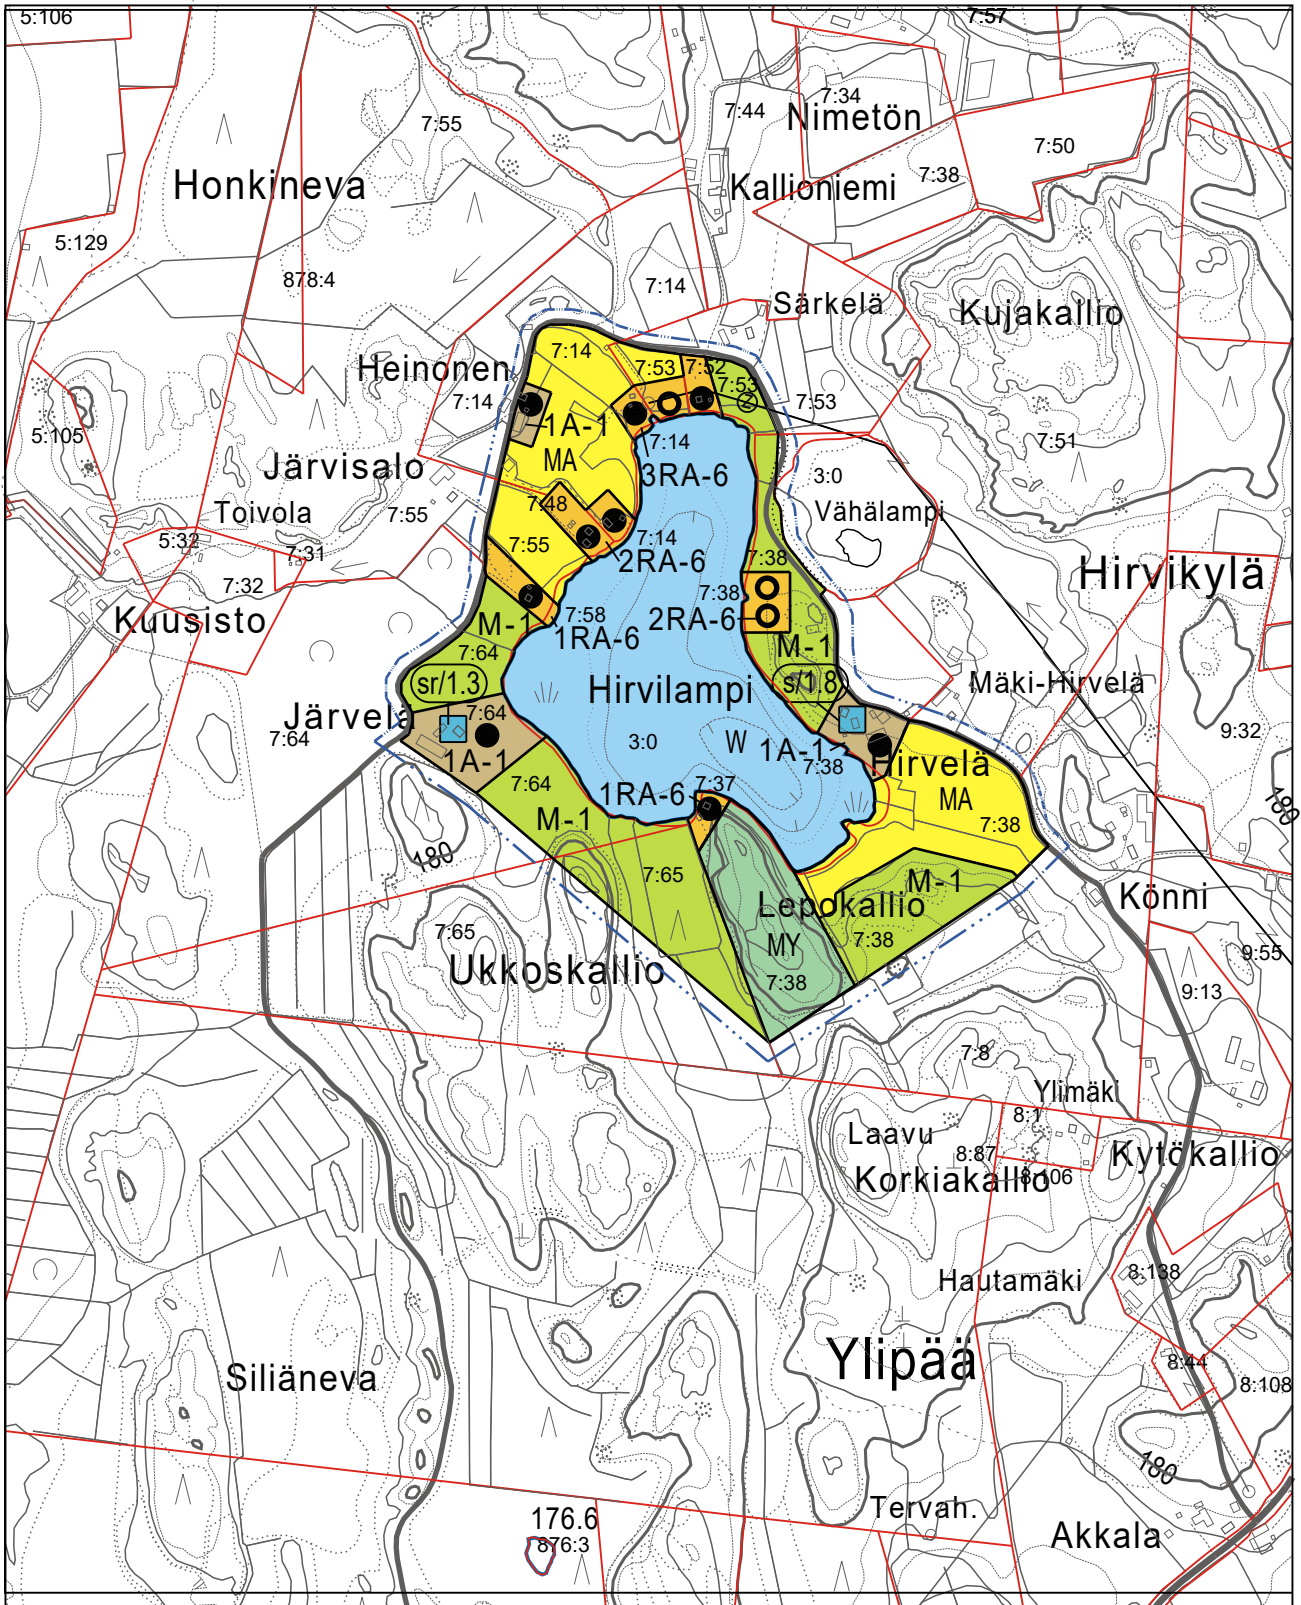 5:106
7:57
7:44
7:34
Nimetön
7:55
7:50
Honkineva
Kallioniemi
7:38
5:129
878:4
7:14
Särkelä
Kujakallio
7:14
7:53
7:52
Heinonen
7:53
7:14
7:53
Z
5:105
1A-1
7:14
7:51
MA
Järvisalo
3RA-6
3:0
7:48
Toivola
7:55
Vähälampi
5:32
7:55
7:14
7:31
2RA-6
7:38
Hirvikylä
7:32
7:38
Kuusisto
7:58
M-1
1RA-6
2RA-6
7:64
M-1
sr/1.3
Hirvilampi
s/1.8
Mäki-Hirvelä
Järvelä
7:64
7:64
3:0
W
9:32
1A-1
1A-1
7:38
Hirvelä
7:64
7:37
1RA-6
MA
180
M-1
7:38
180
7:65
M-1
Lepokallio
Könni
7:65
MY
7:38
9:55
Ukkoskallio
7:38
9:13
7:8
Ylimäki
8:1
Laavu
8:87
Kytökallio
Korkiakallio
8:106
Hautamäki
8:138
Ylipää
8:44
Siliäneva
8:108
180
Tervah.
176.6
Akkala
876:3